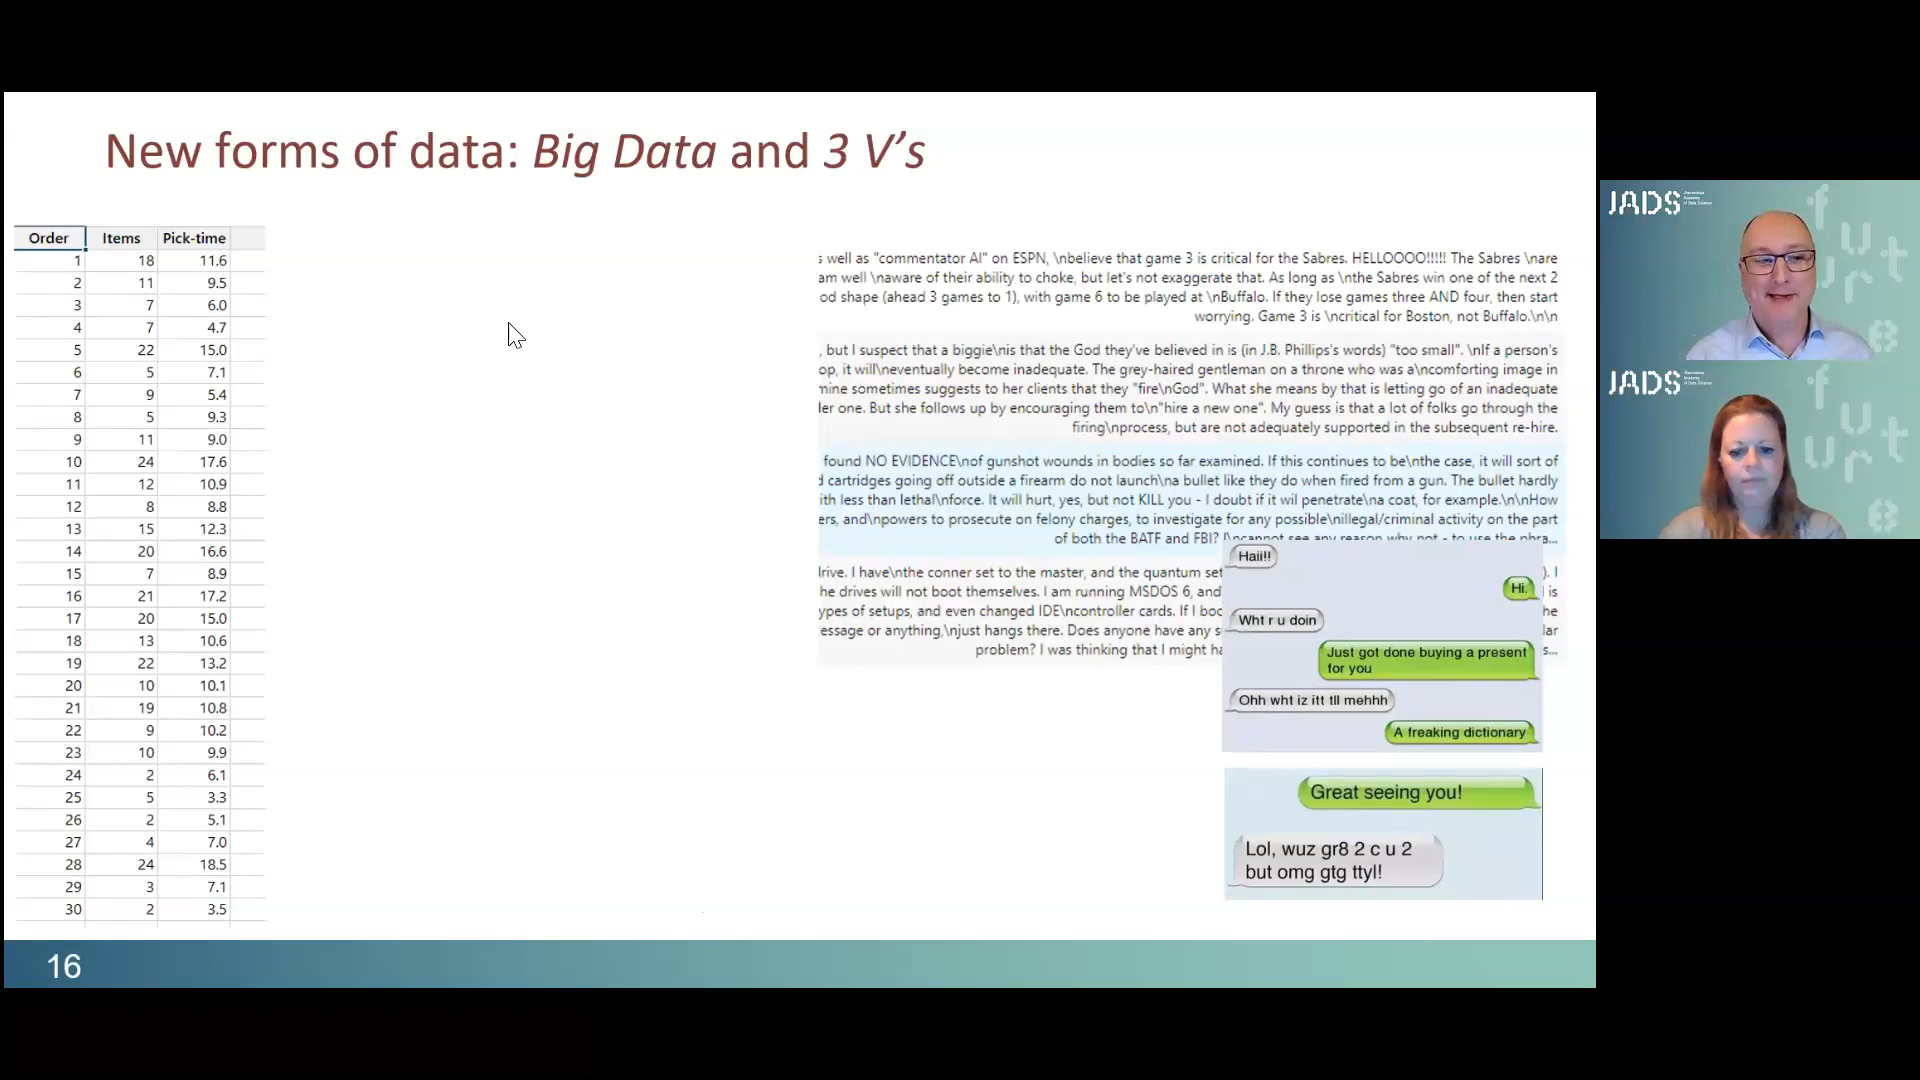 New forms of data: Big Data and 3 V's
Order Items Pick-time
1 18 11.6
2 11 9.5
3 7 6.0
4 7 4.7
5 22 15.0
6 5 7.1
7 9 5.4
8 5 9.3
9 11 9.0
10 24 17.6
11 12 10.9
12 8 8.8
13 15 12.3
14 20 16.6
15 7 8.9
16 21 17.2
17 20 15.0
18 13 10.6
19 22 13.2
20 10 10.1
21 19 10.8
22 9 10.2
23 10 9.9
24 2 6.1
25 5 3.3
26 2 5.1
27 4 7.0
28 24 18.5
29 3 7.1
30 2 3.5
s well as "commentator Al" on ESPN, \nbelieve that game 3 is critical for the Sabres. HELLOOOO!!!!! The Sabres \nare
am well \naware of their ability to choke, but let's not exaggerate that. As long as \nthe Sabres win one of the next 2
od shape (ahead 3 games to 1), with game 6 to be played at \nBuffalo. If they lose games three AND four, then start
worrying. Game 3 is \ncritical for Boston, not Buffalo.\n\n
, but I suspect that a biggie\nis that the God they've believed in is (in J.B. Phillips's words) "too small". \nIf a person's
op, it will\neventually become inadequate. The grey-haired gentleman on a throne who was a\ncomforting image in
mine sometimes suggests to her clients that they "fire\nGod". What she means by that is letting go of an inadequate
ler one. But she follows up by encouraging them to\n"hire a new one". My guess is that a lot of folks go through the
firing\nprocess, but are not adequately supported in the subsequent re-hire.
found NO EVIDENCE\nof gunshot wounds in bodies so far examined. If this continues to be\nthe case, it will sort of
d cartridges going off outside a firearm do not launch\na bullet like they do when fired from a gun. The bullet hardly
ith less than lethal\nforce. It will hurt, yes, but not KILL you - I doubt if it wil penetrate\na coat, for example.\n\nHow
ers, and\npowers to prosecute on felony charges, to investigate for any possible\nillegal/criminal activity on the part
of both the BATF and FBI? I\ncannot see any reason why not - to use the phra...
drive. I have\nthe conner set to the master, and the quantum set ). I
he drives will not boot themselves. I am running MSDOS 6, and is
ypes of setups, and even changed IDE\ncontroller cards. If I boo he
essage or anything,\njust hangs there. Does anyone have any s lar
problem? I was thinking that I might ha s...
Haii!!
Hi.
Wht r u doin
Just got done buying a present
for you
Ohh wht iz itt tll mehhh
A freaking dictionary
Great seeing you!
Lol, wuz gr8 2 c u 2
but omg gtg ttyl!
16
JADS
JADS